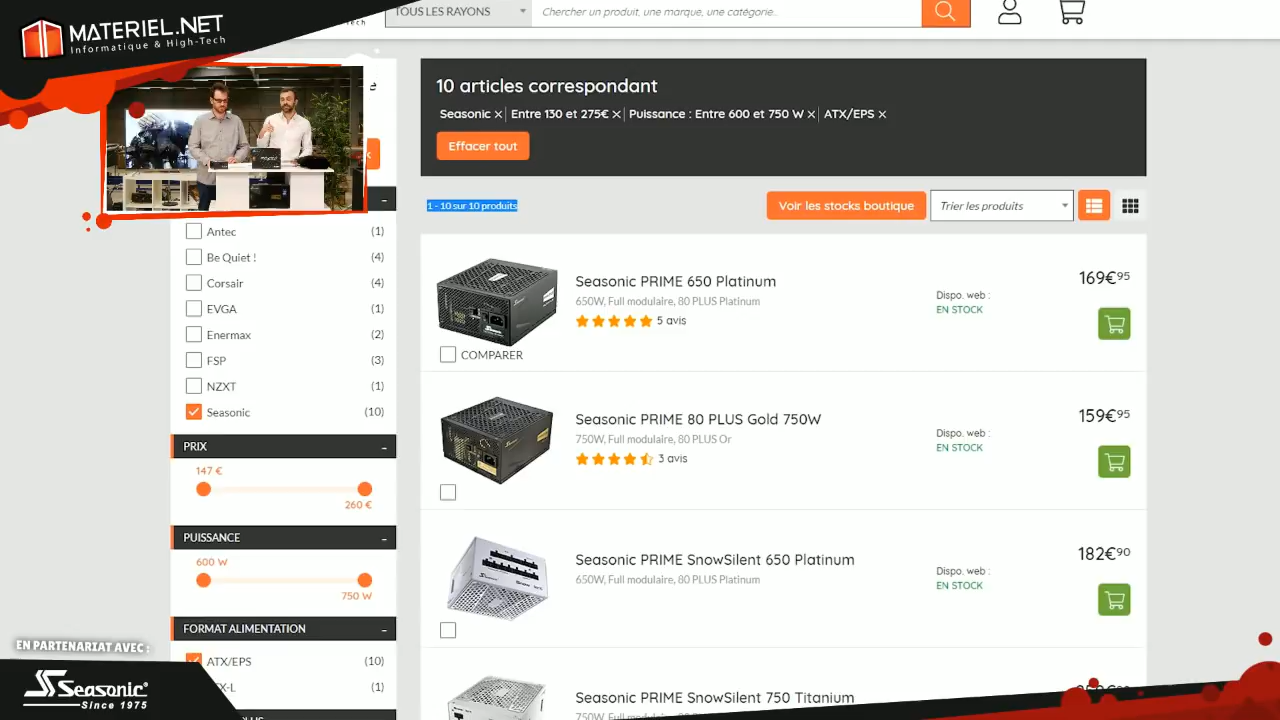 MATERIEL.NET
Informatique & High-Tech
TOUS LES RAYONS
Chercher un produit, une marque, une catégorie...
10 articles correspondant
Seasonic × Entre 130 et 275€ × Puissance : Entre 600 et 750 W × ATX/EPS ×
Effacer tout
1 - 10 sur 10 produits
Voir les stocks boutique
Trier les produits
Antec (1)
Be Quiet ! (4)
Corsair (4)
EVGA (1)
Enermax (2)
FSP (3)
NZXT (1)
Seasonic (10)
PRIX
147 €
260 €
PUISSANCE
600 W
750 W
FORMAT ALIMENTATION
ATX/EPS (10)
(1)
Seasonic PRIME 650 Platinum
650W, Full modulaire, 80 PLUS Platinum
5 avis
COMPARER
Dispo. web :
EN STOCK
169€95
Seasonic PRIME 80 PLUS Gold 750W
750W, Full modulaire, 80 PLUS Or
3 avis
Dispo. web :
EN STOCK
159€95
Seasonic PRIME SnowSilent 650 Platinum
650W, Full modulaire, 80 PLUS Platinum
Dispo. web :
EN STOCK
182€90
Seasonic PRIME SnowSilent 750 Titanium
EN PARTENARIAT AVEC :
Seasonic®
Since 1975